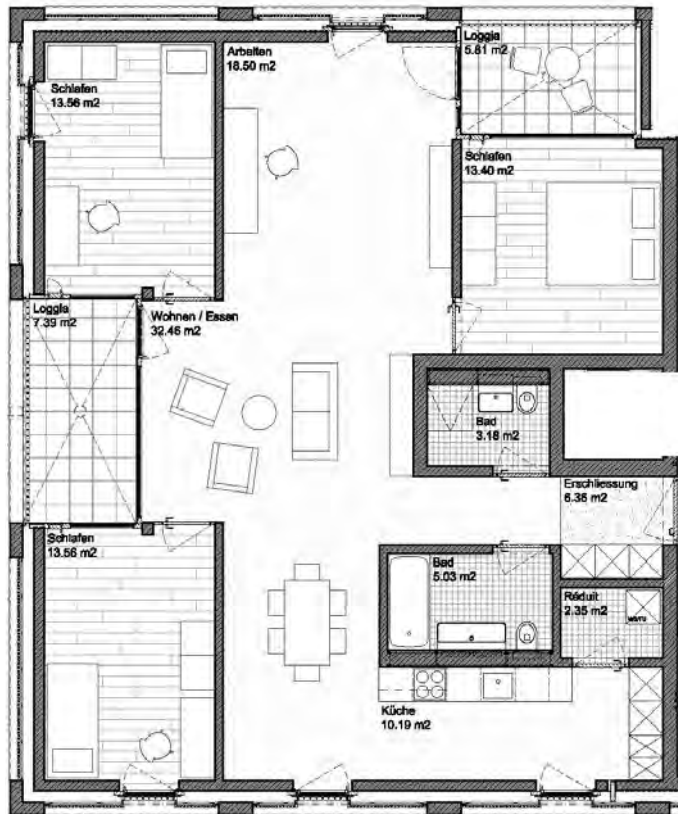 Arbeiten
18.50 m2
Loggia
5.81 m2
Schlafen
13.56 m2
Schlafen
13.40 m2
Loggia
7.39 m2
Wohnen / Essen
32.46 m2
Bad
3.18 m2
Erschliessung
6.36 m2
Schlafen
13.56 m2
Bad
5.03 m2
Réduit
2.35 m2
Küche
10.19 m2